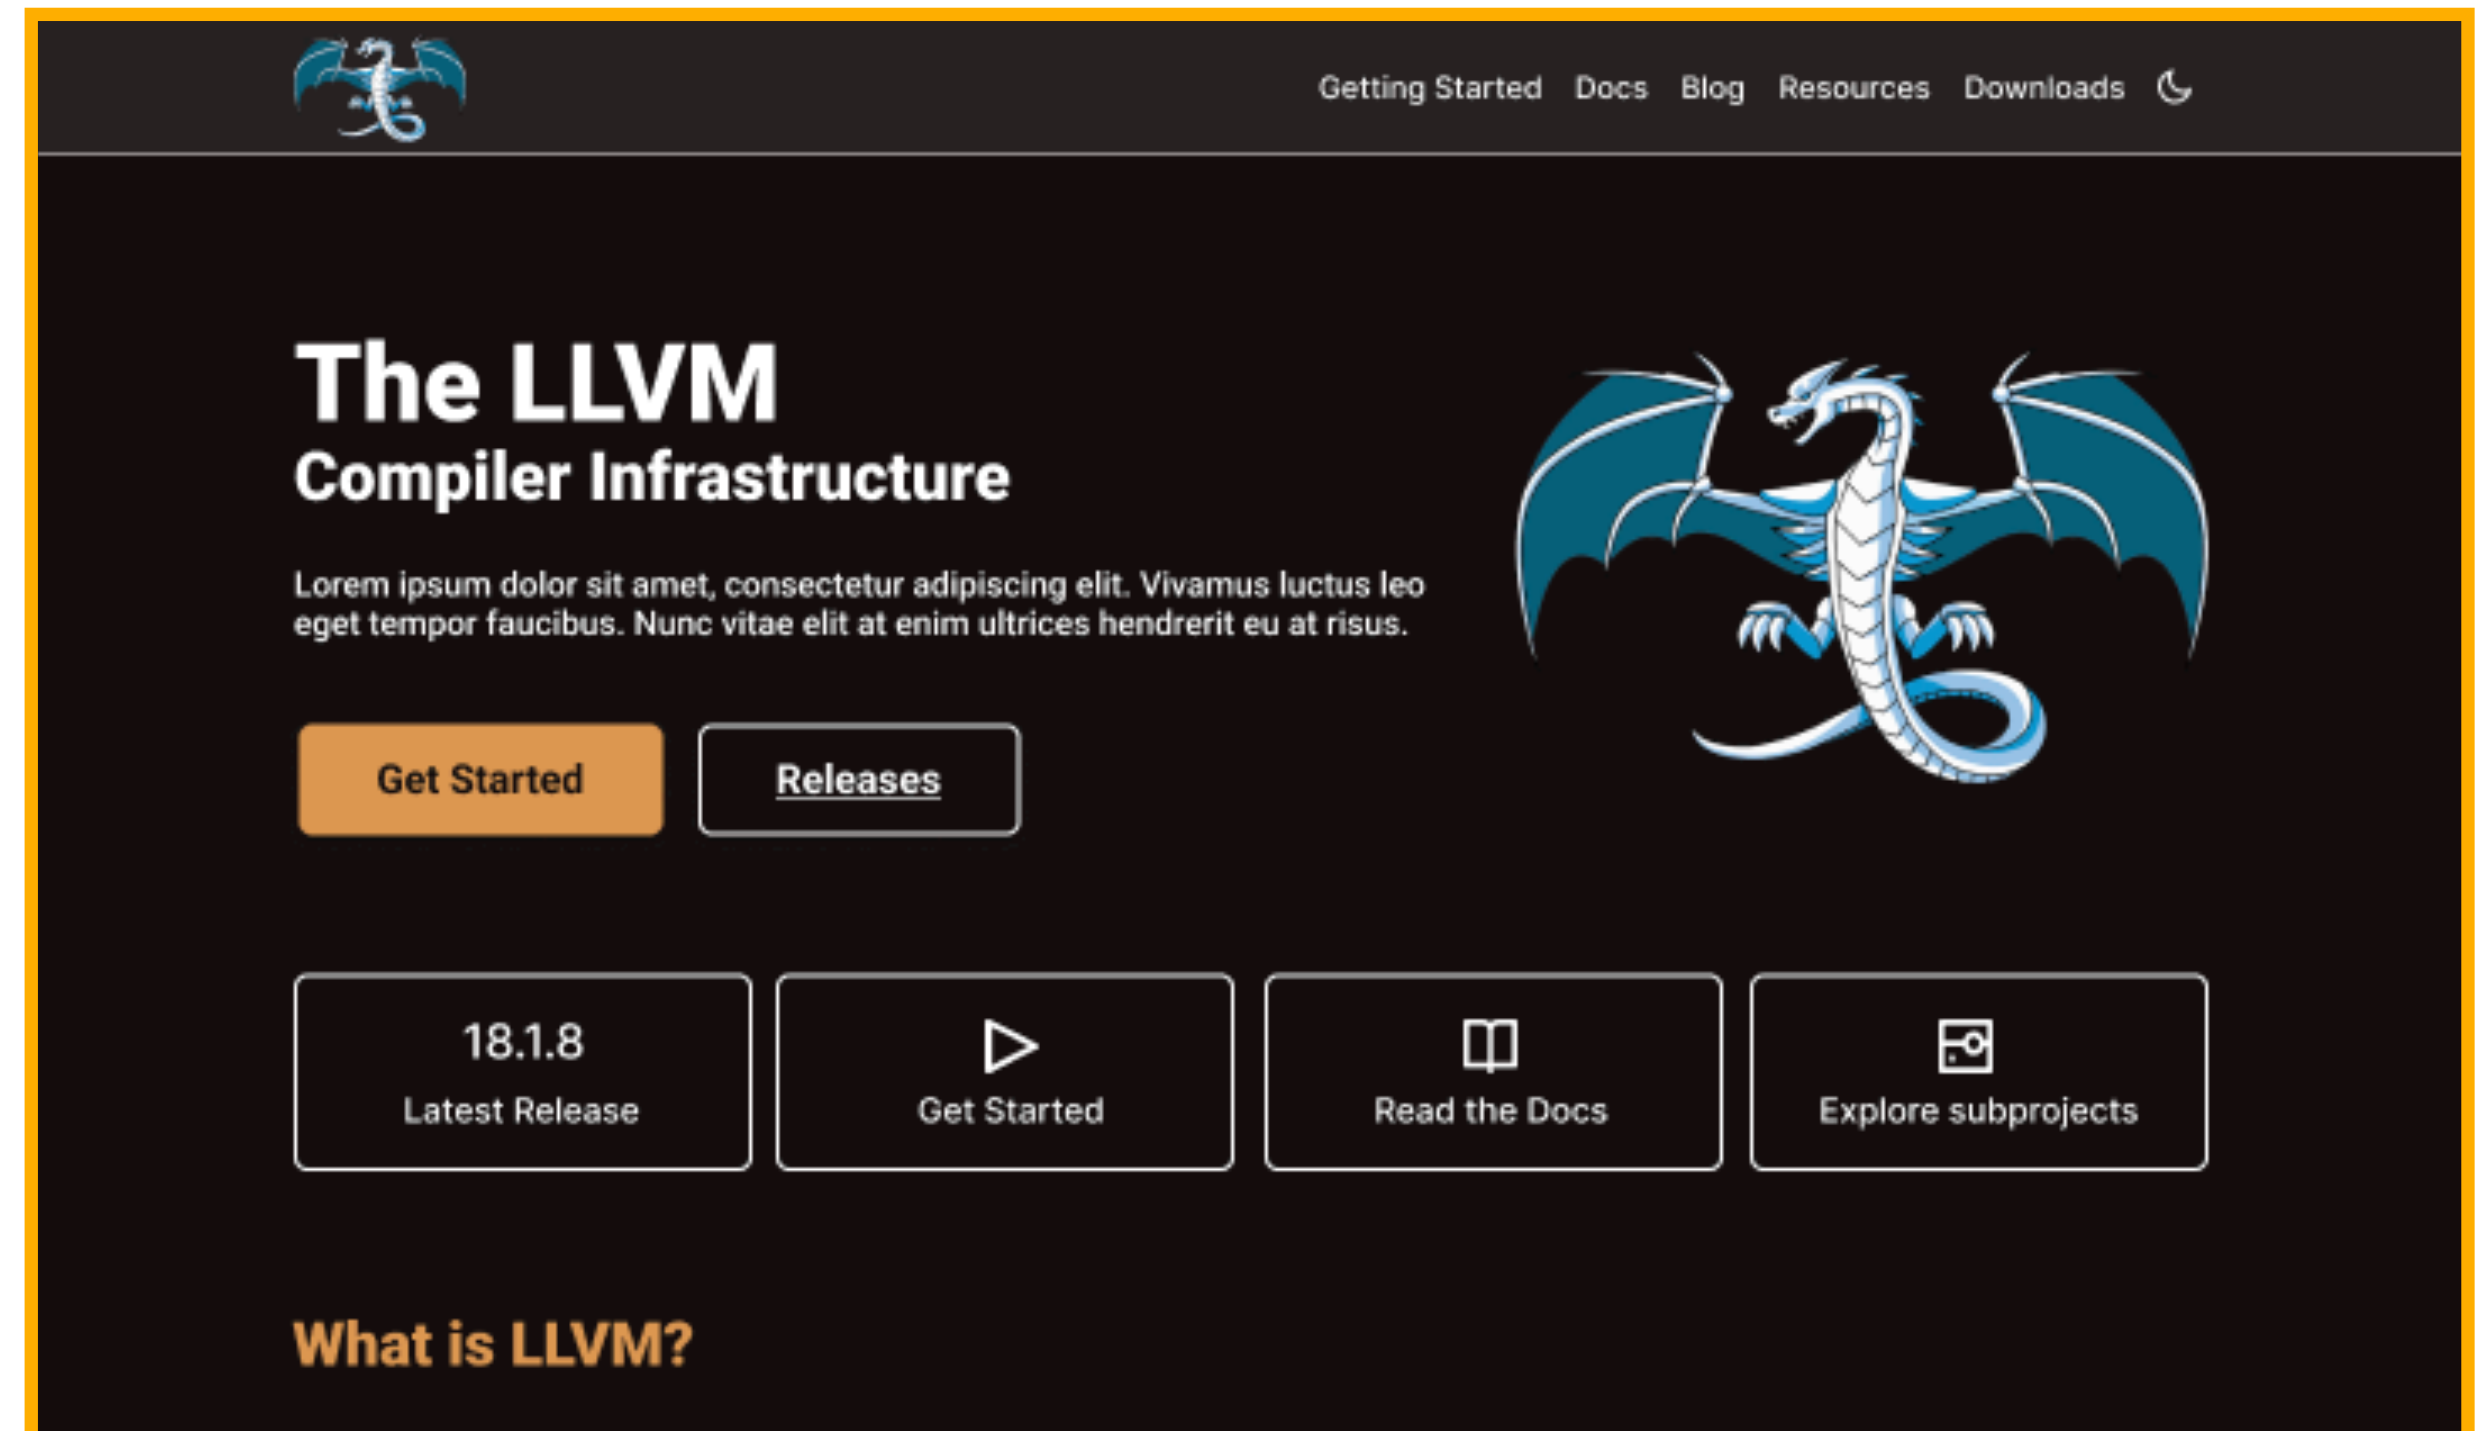 Getting Started Docs Blog Resources Downloads
The LLVM
Compiler Infrastructure
Lorem ipsum dolor sit amet, consectetur adipiscing elit. Vivamus luctus leo
eget tempor faucibus. Nunc vitae elit at enim ultrices hendrerit eu at risus.
Get Started
Releases
18.1.8
Latest Release
Get Started
Read the Docs
Explore subprojects
What is LLVM?